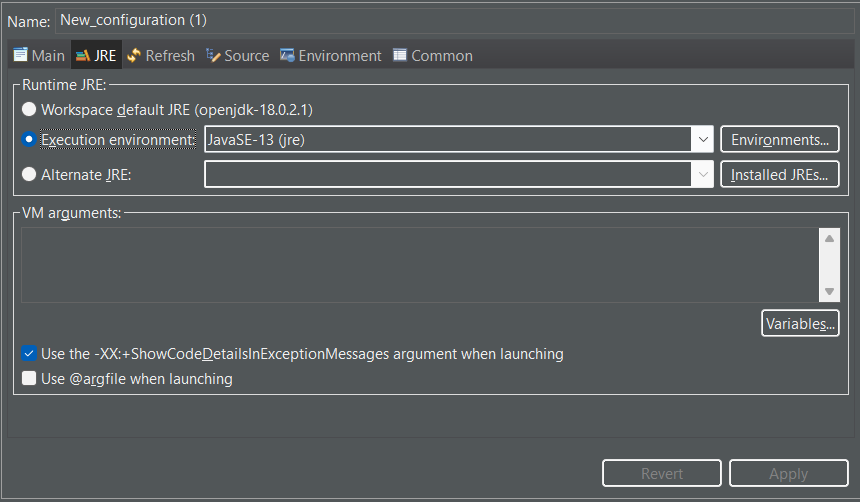 Name: New_configuration (1)
Main JRE Refresh Source Environment Common
Runtime JRE:
Workspace default JRE (openjdk-18.0.2.1)
Execution environment: JavaSE-13 (jre) Environments...
Alternate JRE: Installed JREs...
VM arguments:
Variables...
Use the -XX:+ShowCodeDetailsInExceptionMessages argument when launching
Use @argfile when launching
Revert Apply